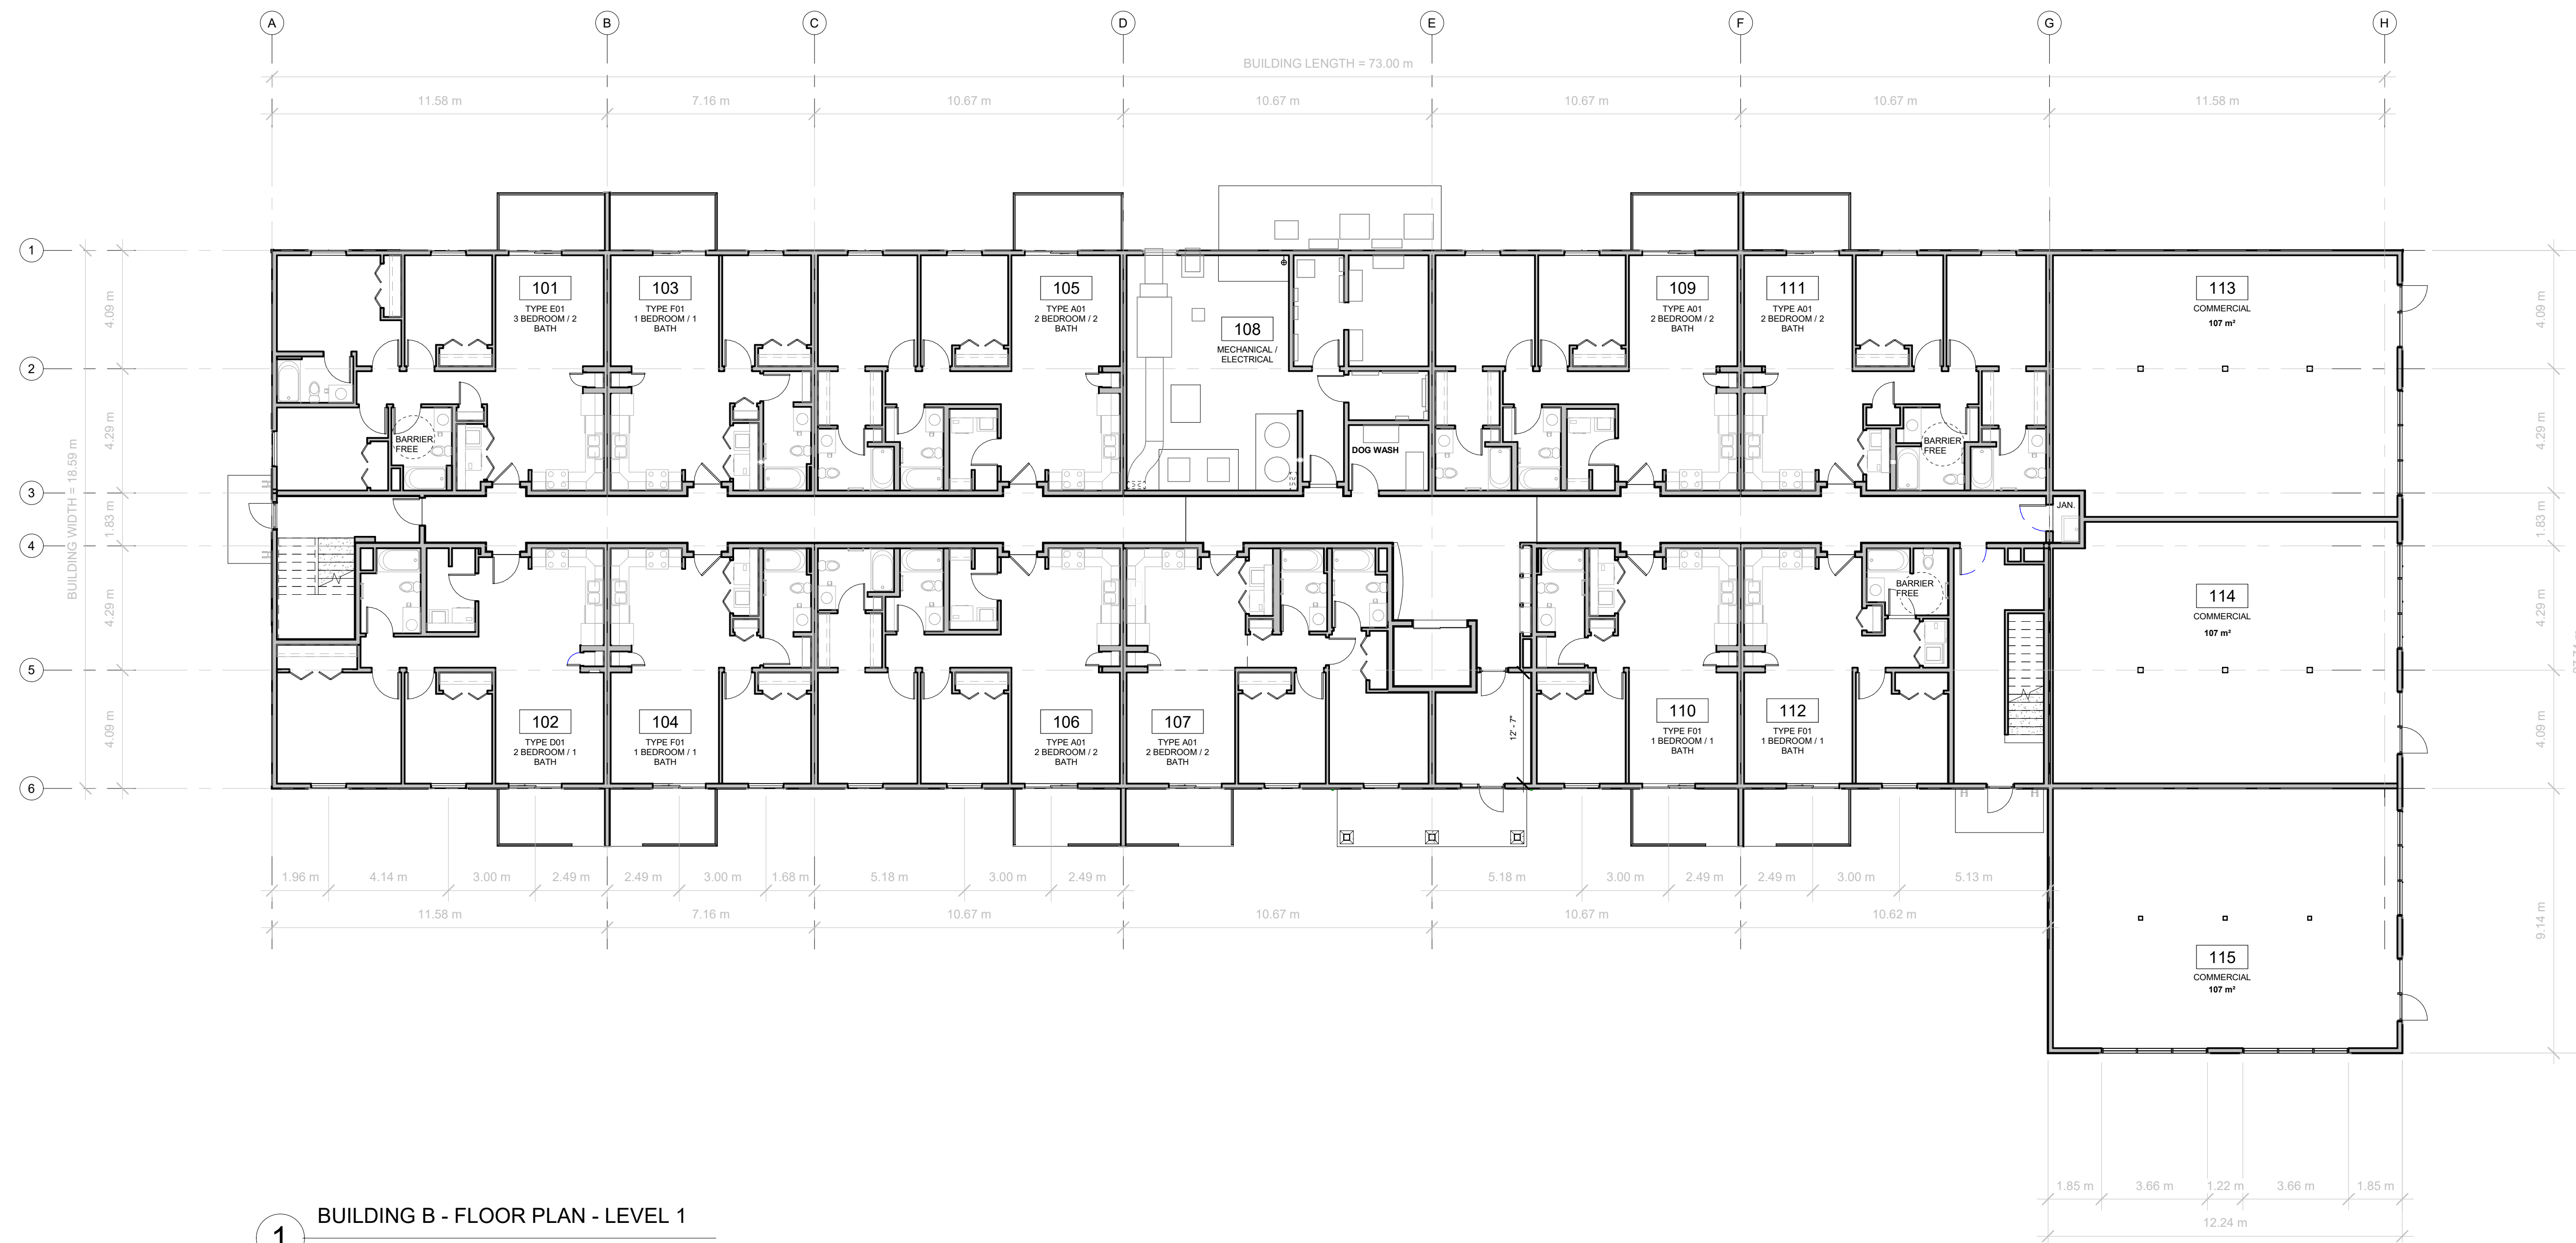 A B C D E F G H
BUILDING LENGTH = 73.00 m
11.58 m 7.16 m 10.67 m 10.67 m 10.67 m 10.67 m 11.58 m
1
2
3
4
5
6
BUILDING WIDTH = 18.59 m
4.09 m
4.29 m
1.83 m
4.29 m
4.09 m
101
TYPE E01
3 BEDROOM / 2
BATH
103
TYPE F01
1 BEDROOM / 1
BATH
105
TYPE A01
2 BEDROOM / 2
BATH
108
MECHANICAL /
ELECTRICAL
109
TYPE A01
2 BEDROOM / 2
BATH
111
TYPE A01
2 BEDROOM / 2
BATH
113
COMMERCIAL
107 m²
BARRIER
FREE
DOG WASH
BARRIER
FREE
JAN.
BARRIER
FREE
114
COMMERCIAL
107 m²
102
TYPE D01
2 BEDROOM / 1
BATH
104
TYPE F01
1 BEDROOM / 1
BATH
106
TYPE A01
2 BEDROOM / 2
BATH
107
TYPE A01
2 BEDROOM / 2
BATH
12' - 7"
110
TYPE F01
1 BEDROOM / 1
BATH
112
TYPE F01
1 BEDROOM / 1
BATH
H H
115
COMMERCIAL
107 m²
4.09 m
4.29 m
1.83 m
4.29 m
4.09 m
9.14 m
1.96 m 4.14 m 3.00 m 2.49 m 2.49 m 3.00 m 1.68 m 5.18 m 3.00 m 2.49 m 5.18 m 3.00 m 2.49 m 2.49 m 3.00 m 5.13 m
11.58 m 7.16 m 10.67 m 10.67 m 10.67 m 10.62 m
1.85 m 3.66 m 1.22 m 3.66 m 1.85 m
12.24 m
1 BUILDING B - FLOOR PLAN - LEVEL 1